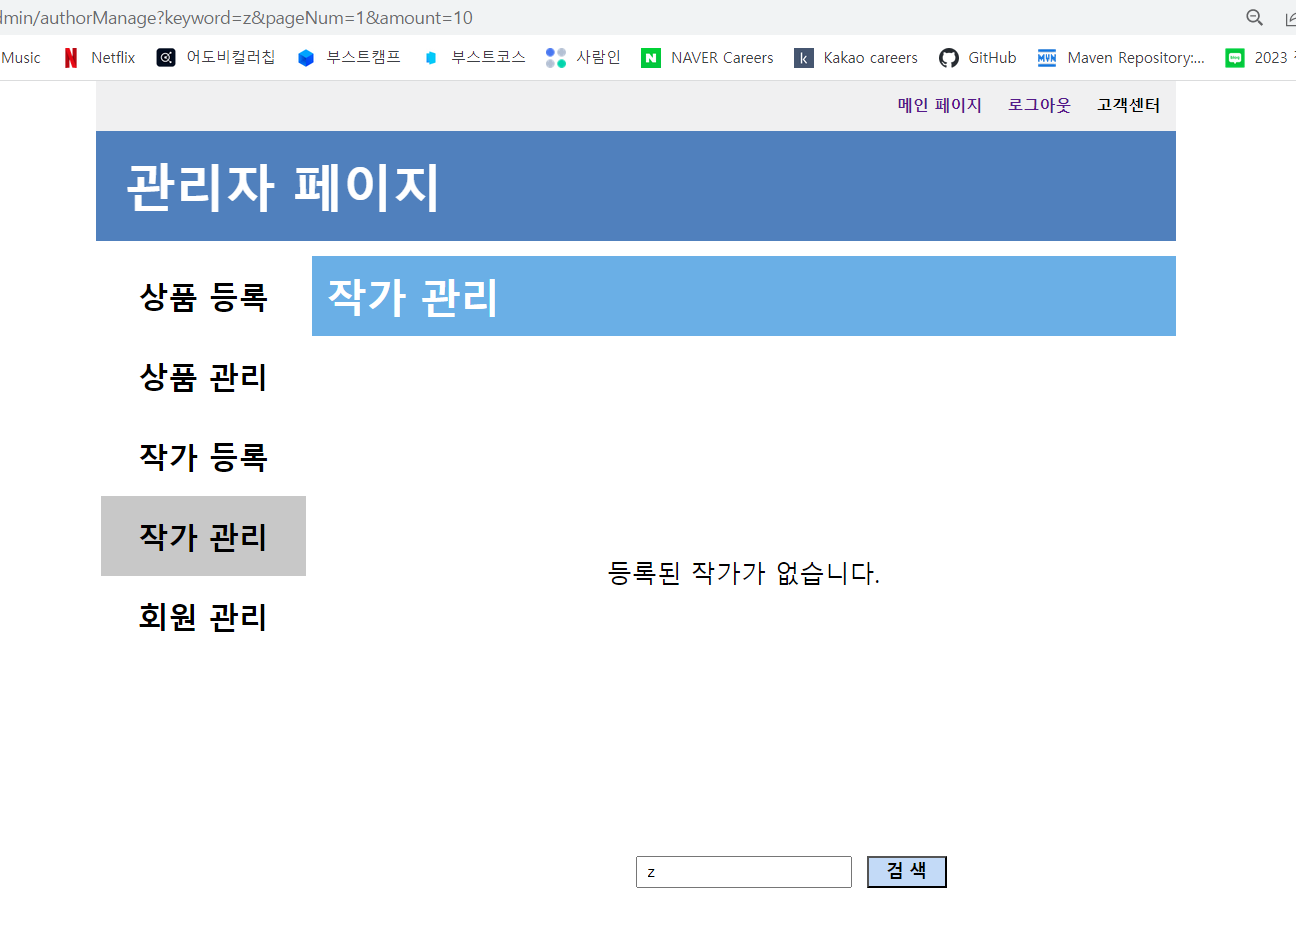 dmin/authorManage?keyword=z&pageNum=1&amount=10
Music Netflix 어도비컬러칩 부스트캠프 부스트코스 사람인 NAVER Careers Kakao careers GitHub Maven Repository:... 2023
메인 페이지 로그아웃 고객센터
관리자 페이지
상품 등록
작가 관리
상품 관리
작가 등록
작가 관리
회원 관리
등록된 작가가 없습니다.
z 검 색